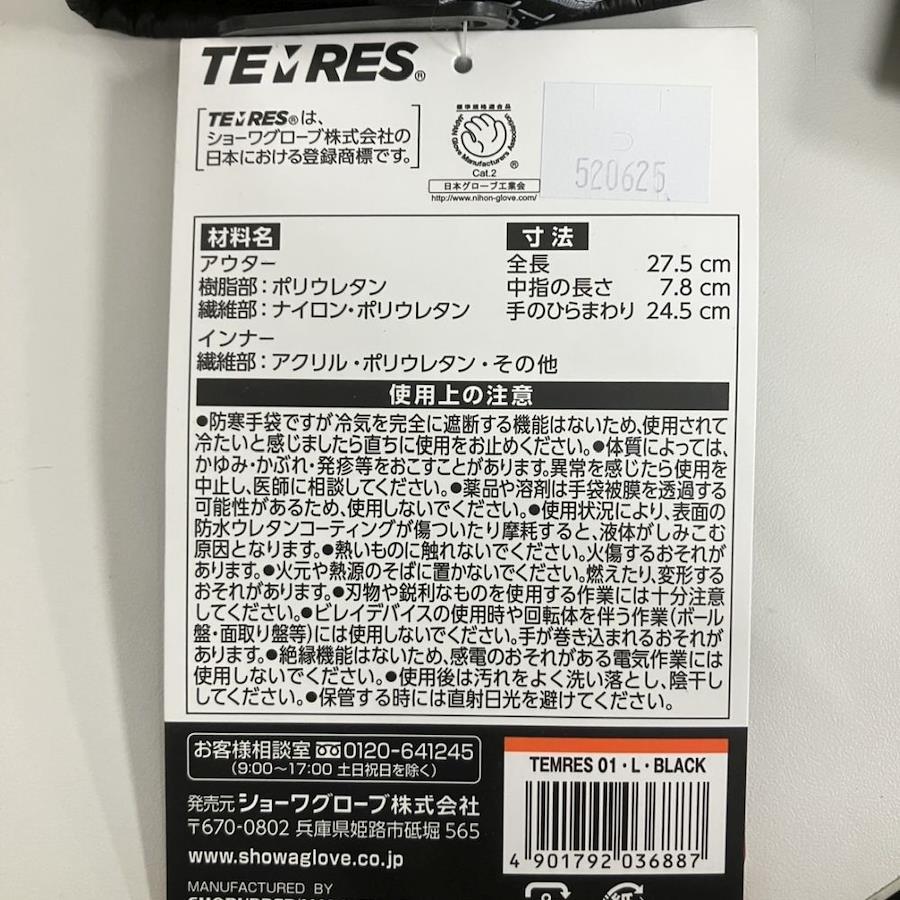 TEMRES®
TEMRES®は、
ショーワグローブ株式会社の
日本における登録商標です。
標準規格適合品
JAPAN Glove Manufacturers Association
®
Cat.2
日本グローブ工業会
http://www.nihon-glove.com/
520625
材料名
アウター
樹脂部：ポリウレタン
繊維部：ナイロン・ポリウレタン
インナー
繊維部：アクリル・ポリウレタン・その他
寸法
全長 27.5 cm
中指の長さ 7.8 cm
手のひらまわり 24.5 cm
使用上の注意
●防寒手袋ですが冷気を完全に遮断する機能はないため、使用されて
冷たいと感じましたら直ちに使用をお止めください。●体質によっては、
かゆみ・かぶれ・発疹等をおこすことがあります。異常を感じたら使用を
中止し、医師に相談してください。●薬品や溶剤は手袋被膜を透過する
可能性があるため、使用しないでください。●使用状況により、表面の
防水ウレタンコーティングが傷ついたり摩耗すると、液体がしみこむ
原因となります。●熱いものに触れないでください。火傷するおそれが
あります。●火元や熱源のそばに置かないでください。燃えたり、変形する
おそれがあります。●刃物や鋭利なものを使用する作業には十分注意
してください。●ビレイデバイスの使用時や回転体を伴う作業（ボール
盤・面取り盤等）には使用しないでください。手が巻き込まれるおそれが
あります。●絶縁機能はないため、感電のおそれがある電気作業には
使用しないでください。●使用後は汚れをよく洗い落とし、陰干し
してください。●保管する時には直射日光を避けてください。
お客様相談室 0120-641245
（9:00～17:00 土日祝日を除く）
発売元 ショーワグローブ株式会社
〒670-0802 兵庫県姫路市砥堀 565
www.showaglove.co.jp
MANUFACTURED BY
TEMRES 01・L・BLACK
4 901792 036887